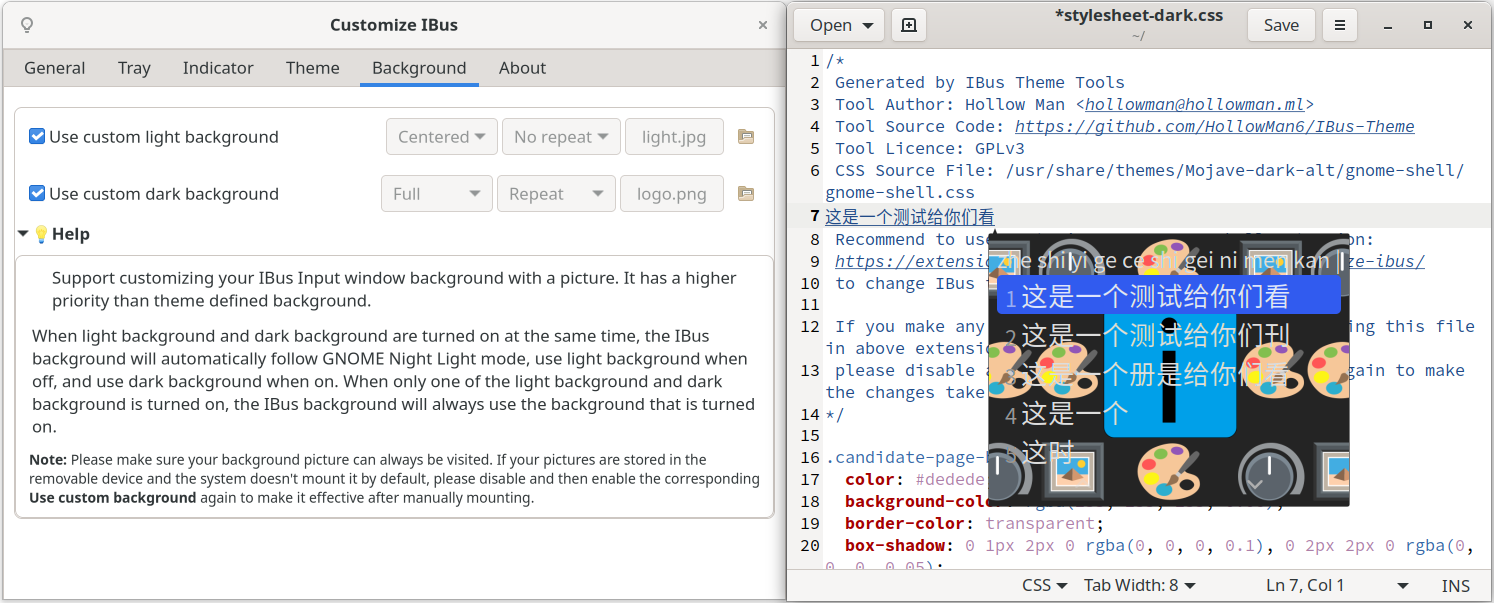 Customize IBus
General Tray Indicator Theme Background About
Use custom light background Centered No repeat light.jpg
Use custom dark background Full Repeat logo.png
Help
Support customizing your IBus Input window background with a picture. It has a higher
priority than theme defined background.
When light background and dark background are turned on at the same time, the IBus
background will automatically follow GNOME Night Light mode, use light background when
off, and use dark background when on. When only one of the light background and dark
background is turned on, the IBus background will always use the background that is turned
on.
Note: Please make sure your background picture can always be visited. If your pictures are stored in the
removable device and the system doesn't mount it by default, please disable and then enable the corresponding
Use custom background again to make it effective after manually mounting.
Open *stylesheet-dark.css Save
~/
1 /*
2 Generated by IBus Theme Tools
3 Tool Author: Hollow Man <hollowman@hollowman.ml>
4 Tool Source Code: https://github.com/HollowMan6/IBus-Theme
5 Tool Licence: GPLv3
6 CSS Source File: /usr/share/themes/Mojave-dark-alt/gnome-shell/
gnome-shell.css
7 这是一个测试给你们看
8 Recommend to use on:
9 https://extensio ze-ibus/
10 to change IBus
11
12 If you make any ing this file
in above extensi
13 please disable gain to make
the changes take
14 */
15
16 .candidate-page-
17 color: #dedede
18 background-colo
19 border-color: transparent;
20 box-shadow: 0 1px 2px 0 rgba(0, 0, 0, 0.1), 0 2px 2px 0 rgba(0,
0, 0, 0.05);
zhe shi yi ge ce shi gei ni men kan
1 这是一个测试给你们看
2 这是一个测试给你们刊
3 这是一个册是给你们看
4 这是一个
5 这时
CSS Tab Width: 8 Ln 7, Col 1 INS